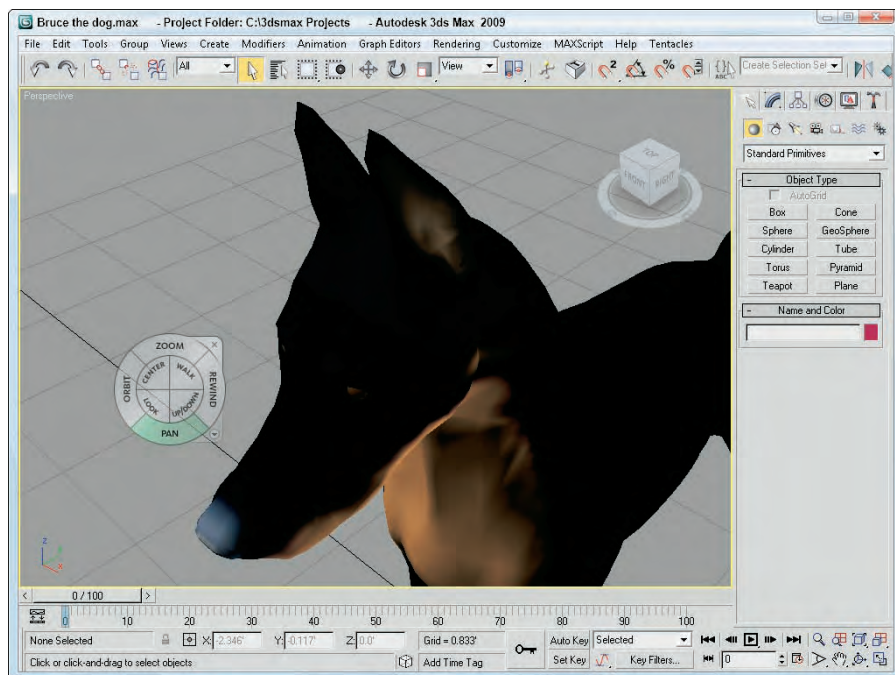 Bruce the dog.max - Project Folder: C:\3dsmax Projects - Autodesk 3ds Max 2009
File Edit Tools Group Views Create Modifiers Animation Graph Editors Rendering Customize MAXScript Help Tentacles
All View 2 % ABC Create Selection Set
Perspective
TOP
FRONT RIGHT
Standard Primitives
- Object Type
AutoGrid
Box Cone
Sphere GeoSphere
Cylinder Tube
Torus Pyramid
Teapot Plane
- Name and Color
ZOOM
CENTER WALK
ORBIT REWIND
LOOK UP/DOWN
PAN
z
x
< 0 / 100 >
0 10 20 30 40 50 60 70 80 90 100
None Selected X: -2.346' Y: -0.117' Z: 0.0' Grid = 0.833' Auto Key Selected
Click or click-and-drag to select objects Add Time Tag Set Key Key Filters... 0